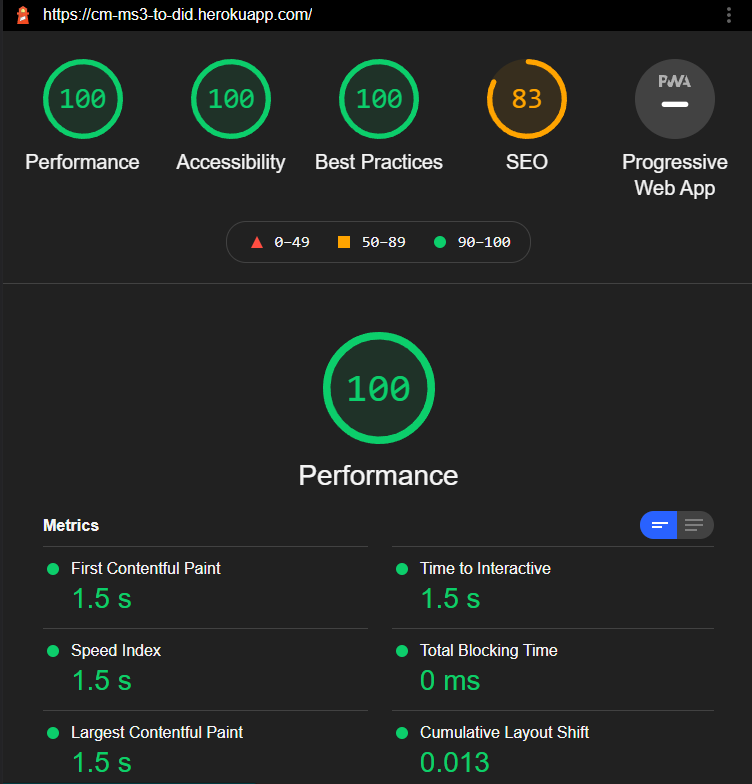 https://cm-ms3-to-did.herokuapp.com/
100 100 100 83 PWA
Performance Accessibility Best Practices SEO Progressive
Web App
0–49 50–89 90–100
100
Performance
Metrics
First Contentful Paint Time to Interactive
1.5 s 1.5 s
Speed Index Total Blocking Time
1.5 s 0 ms
Largest Contentful Paint Cumulative Layout Shift
1.5 s 0.013